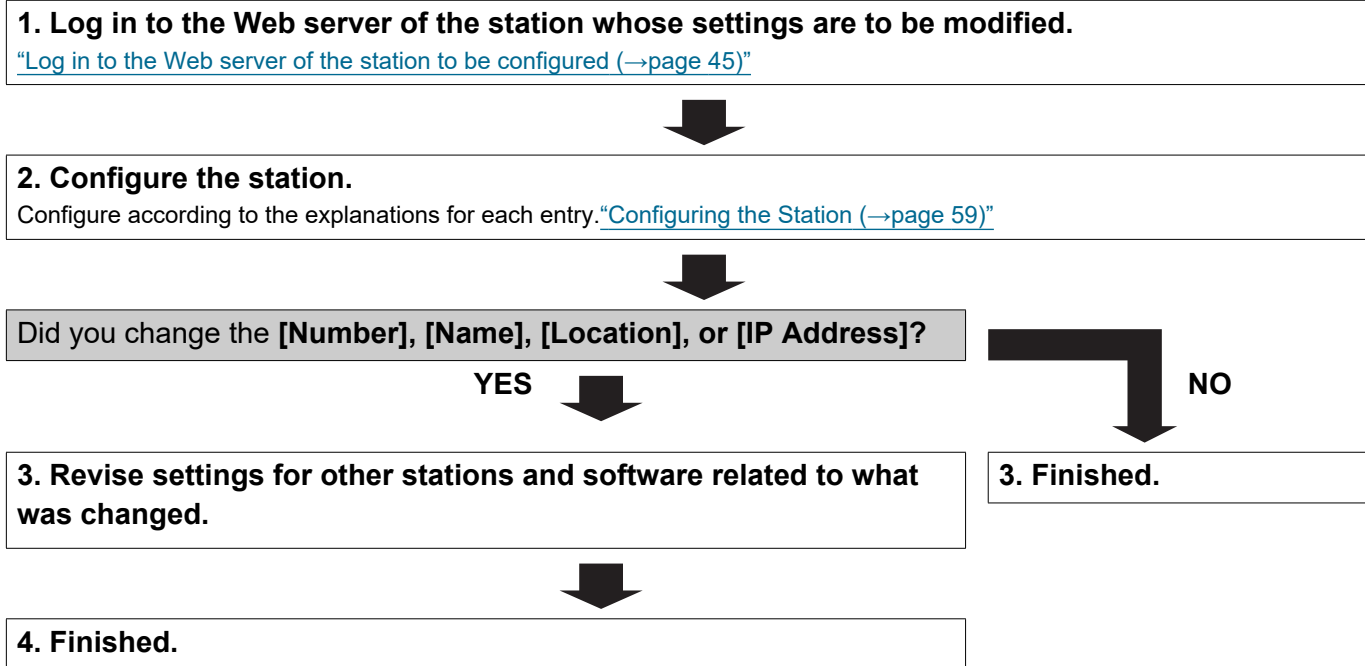 1. Log in to the Web server of the station whose settings are to be modified.
“Log in to the Web server of the station to be configured (→page 45)”
2. Configure the station.
Configure according to the explanations for each entry.“Configuring the Station (→page 59)”
Did you change the [Number], [Name], [Location], or [IP Address]?
YES
NO
3. Revise settings for other stations and software related to what
was changed.
3. Finished.
4. Finished.